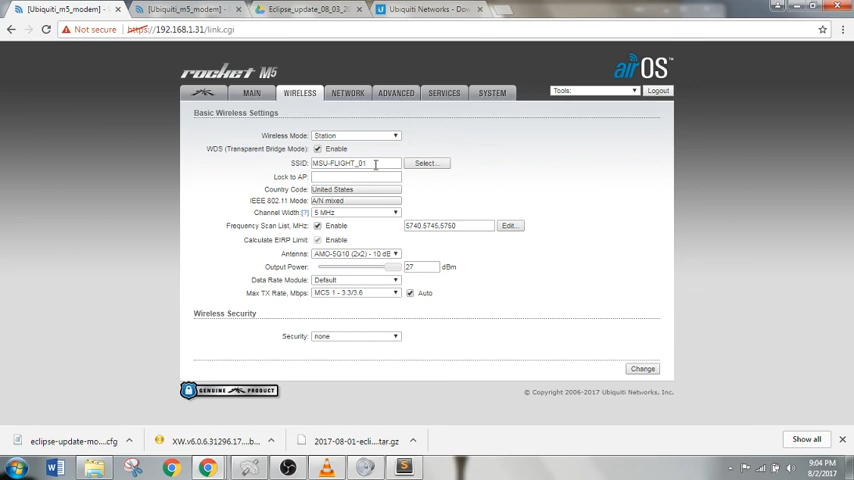 [Ubiquiti_m5_modem] - [Ubiquiti_m5_modem] - Eclipse_update_08_03_2 Ubiquiti Networks - Dow
Not secure https://192.168.1.31/link.cgi
rocket M5 airOS™
MAIN WIRELESS NETWORK ADVANCED SERVICES SYSTEM Tools: Logout
Basic Wireless Settings
Wireless Mode: Station
WDS (Transparent Bridge Mode): Enable
SSID: MSU-FLIGHT_01 Select...
Lock to AP:
Country Code: United States
IEEE 802.11 Mode: A/N mixed
Channel Width:[?] 5 MHz
Frequency Scan List, MHz: Enable 5740,5745,5750 Edit...
Calculate EIRP Limit: Enable
Antenna: AMO-5G10 (2x2) - 10 dB
Output Power: 27 dBm
Data Rate Module: Default
Max TX Rate, Mbps: MCS 1 - 3.3/3.6 Auto
Wireless Security
Security: none
Change
GENUINE PRODUCT © Copyright 2006-2017 Ubiquiti Networks, Inc.
eclipse-update-mo....cfg XW.v6.0.6.31296.17....b... 2017-08-01-ecli....tar.gz Show all
9:04 PM
8/2/2017